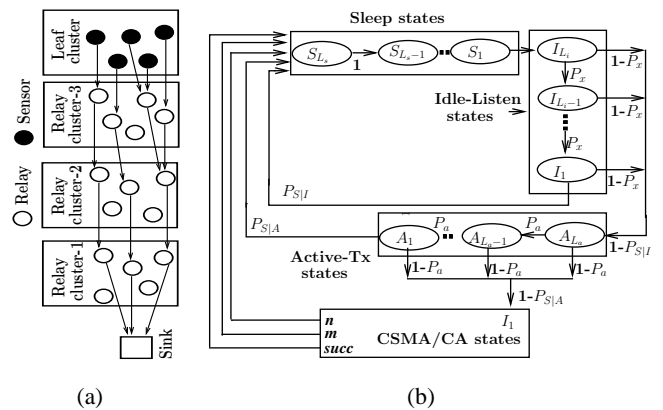 Leaf
cluster
Relay
cluster-3
Relay
cluster-2
Relay
cluster-1
Sensor
Relay
Sink
(a)
Sleep states
S_{L_s}
1
S_{L_s-1}
S_1
I_{L_i}
1-P_x
P_x
Idle-Listen
states
I_{L_i-1}
1-P_x
P_x
I_1
1-P_x
P_{S|I}
P_{S|A}
A_1
P_a
A_{L_a-1}
P_a
A_{L_a}
1-P_{S|I}
Active-Tx
states
1-P_a
1-P_a
1-P_a
1-P_{S|A}
n
m
succ
I_1
CSMA/CA states
(b)